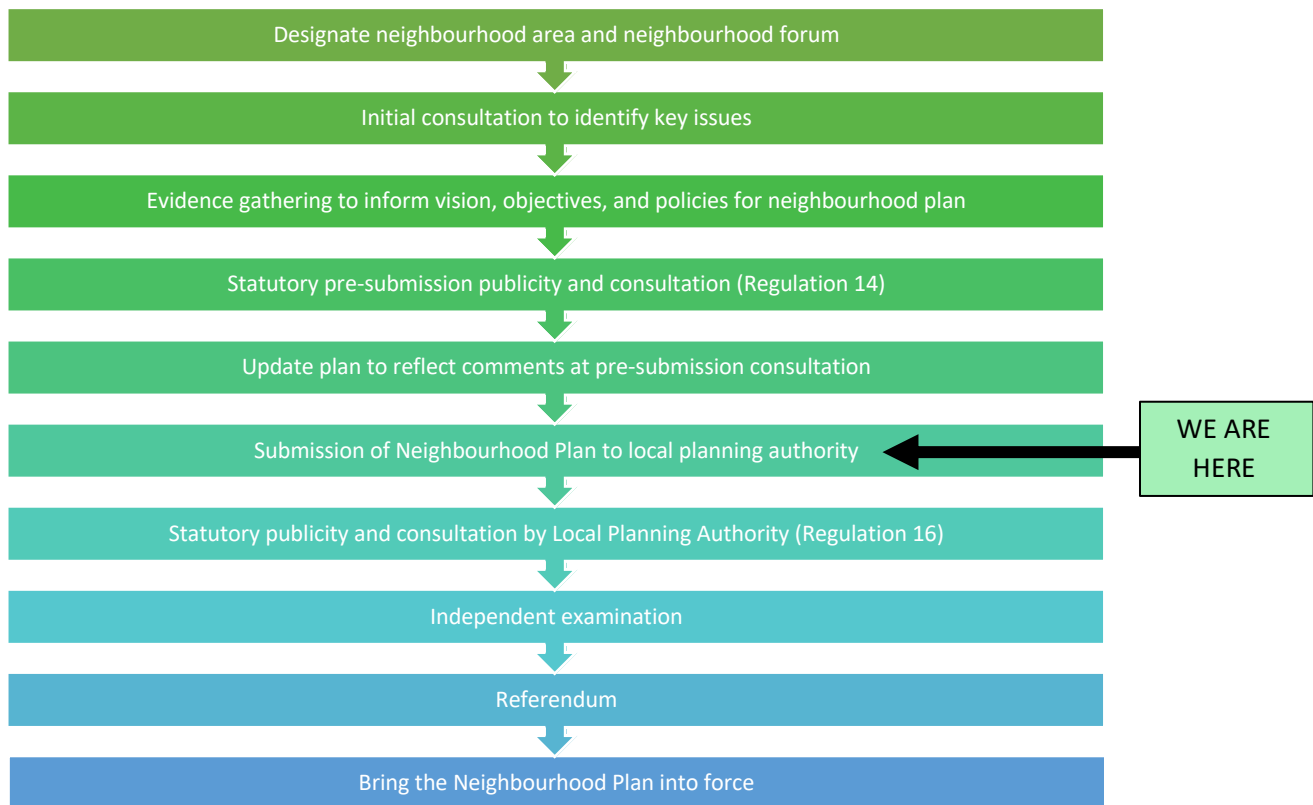 Designate neighbourhood area and neighbourhood forum
Initial consultation to identify key issues
Evidence gathering to inform vision, objectives, and policies for neighbourhood plan
Statutory pre-submission publicity and consultation (Regulation 14)
Update plan to reflect comments at pre-submission consultation
Submission of Neighbourhood Plan to local planning authority
WE ARE
HERE
Statutory publicity and consultation by Local Planning Authority (Regulation 16)
Independent examination
Referendum
Bring the Neighbourhood Plan into force